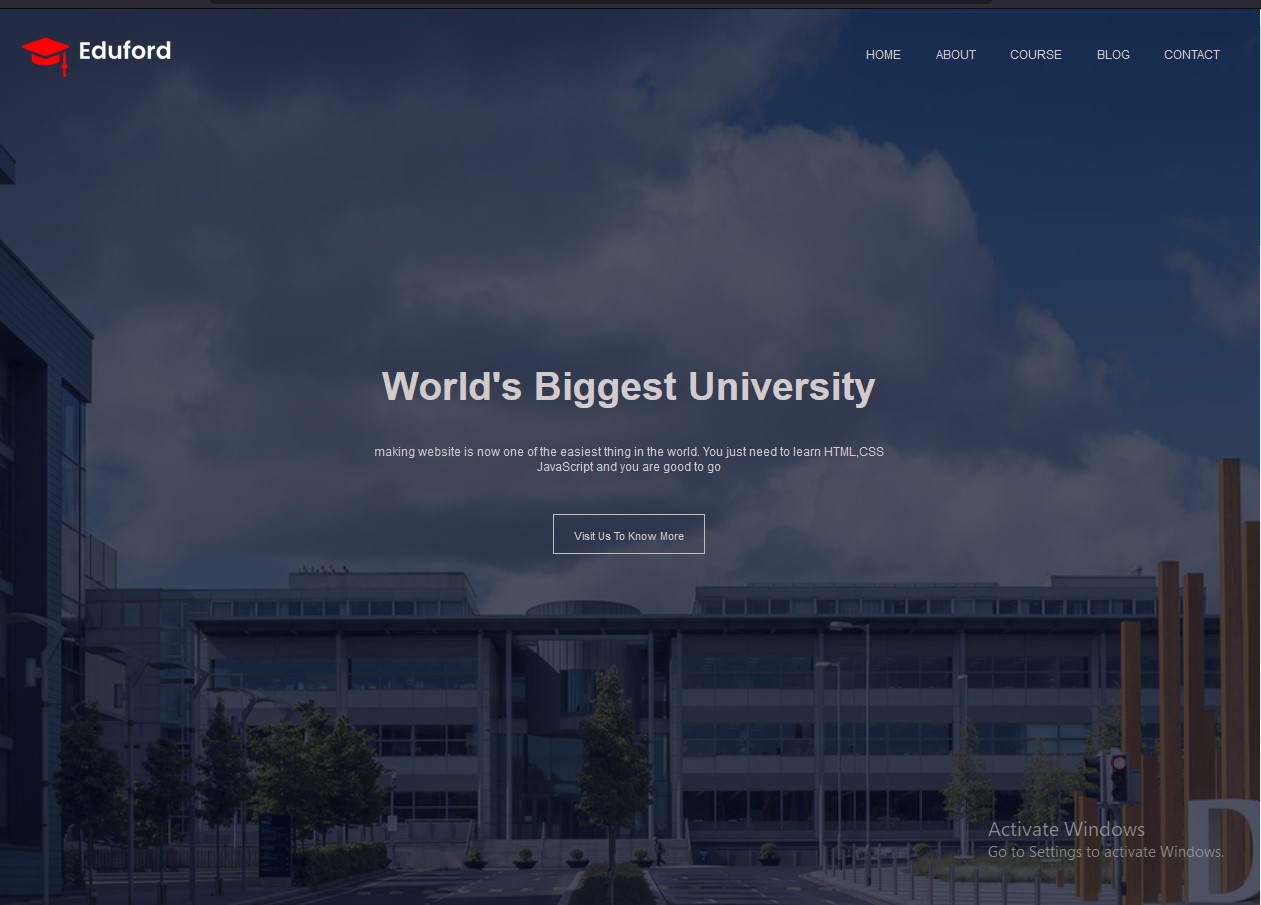 Eduford
HOME ABOUT COURSE BLOG CONTACT
World's Biggest University
making website is now one of the easiest thing in the world. You just need to learn HTML,CSS
JavaScript and you are good to go
Visit Us To Know More
Activate Windows
Go to Settings to activate Windows.
D